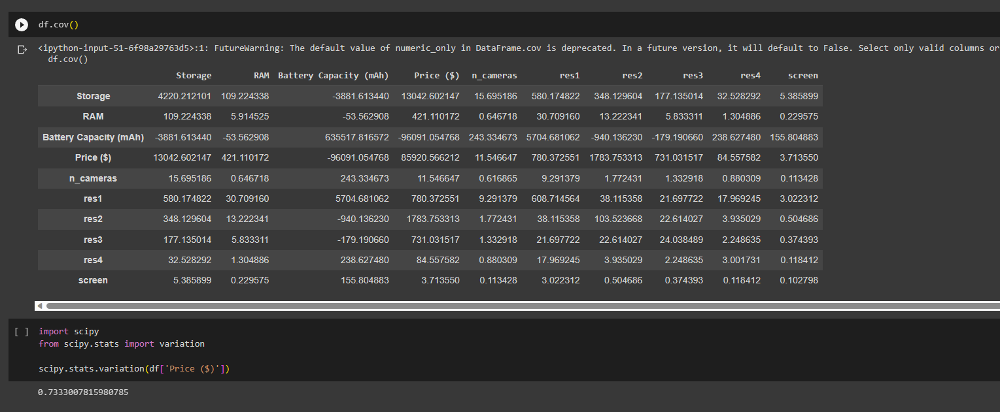 df.cov()
<ipython-input-51-6f98a29763d5>:1: FutureWarning: The default value of numeric_only in DataFrame.cov is deprecated. In a future version, it will default to False. Select only valid columns or
df.cov()
Storage RAM Battery Capacity (mAh) Price ($) n_cameras res1 res2 res3 res4 screen
Storage 4220.212101 109.224338 -3881.613440 13042.602147 15.695186 580.174822 348.129604 177.135014 32.528292 5.385899
RAM 109.224338 5.914525 -53.562908 421.110172 0.646718 30.709160 13.222341 5.833311 1.304886 0.229575
Battery Capacity (mAh) -3881.613440 -53.562908 635517.816572 -96091.054768 243.334673 5704.681062 -940.136230 -179.190660 238.627480 155.804883
Price ($) 13042.602147 421.110172 -96091.054768 85920.566212 11.546647 780.372551 1783.753313 731.031517 84.557582 3.713550
n_cameras 15.695186 0.646718 243.334673 11.546647 0.616865 9.291379 1.772431 1.332918 0.880309 0.113428
res1 580.174822 30.709160 5704.681062 780.372551 9.291379 608.714564 38.115358 21.697722 17.969245 3.022312
res2 348.129604 13.222341 -940.136230 1783.753313 1.772431 38.115358 103.523668 22.614027 3.935029 0.504686
res3 177.135014 5.833311 -179.190660 731.031517 1.332918 21.697722 22.614027 24.038489 2.248635 0.374393
res4 32.528292 1.304886 238.627480 84.557582 0.880309 17.969245 3.935029 2.248635 3.001731 0.118412
screen 5.385899 0.229575 155.804883 3.713550 0.113428 3.022312 0.504686 0.374393 0.118412 0.102798
[ ] import scipy
from scipy.stats import variation
scipy.stats.variation(df['Price ($)'])
0.7333007815980785